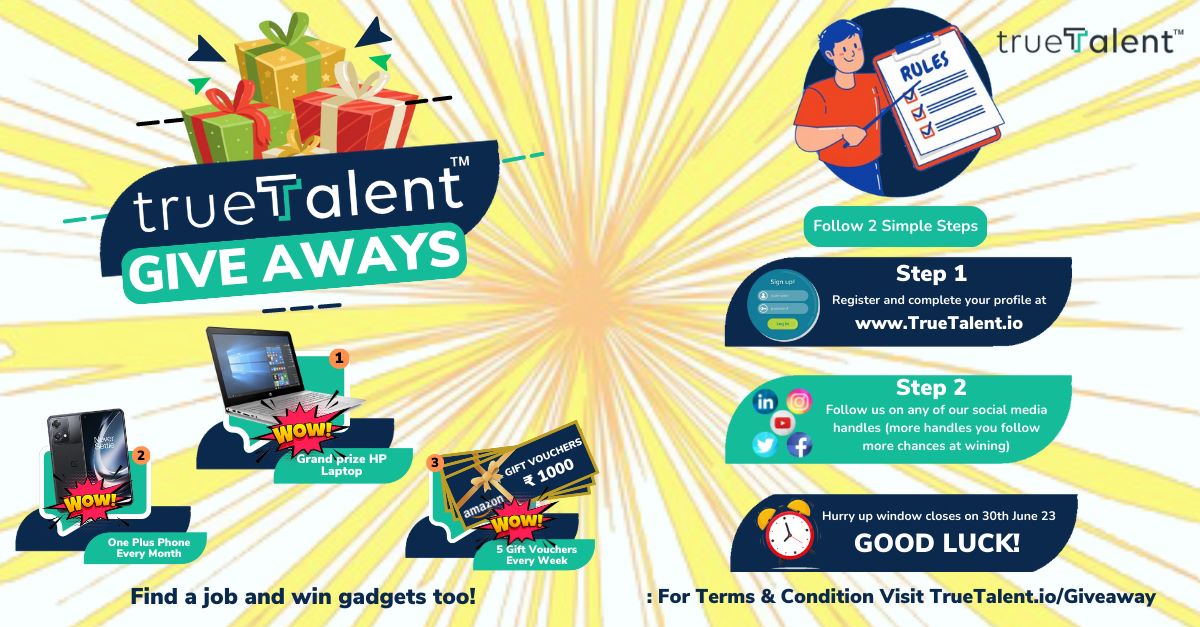 trueTalent™
GIVE AWAYS
1
WOW!
Grand prize HP
Laptop
Never
Settle
2
WOW!
One Plus Phone
Every Month
3
GIFT VOUCHERS
₹ 1000
amazon
WOW!
5 Gift Vouchers
Every Week
Find a job and win gadgets too!
trueTalent™
RULES
Follow 2 Simple Steps
Sign up!
Log In
Step 1
Register and complete your profile at
www.TrueTalent.io
Step 2
Follow us on any of our social media
handles (more handles you follow
more chances at wining)
Hurry up window closes on 30th June 23
GOOD LUCK!
: For Terms & Condition Visit TrueTalent.io/Giveaway